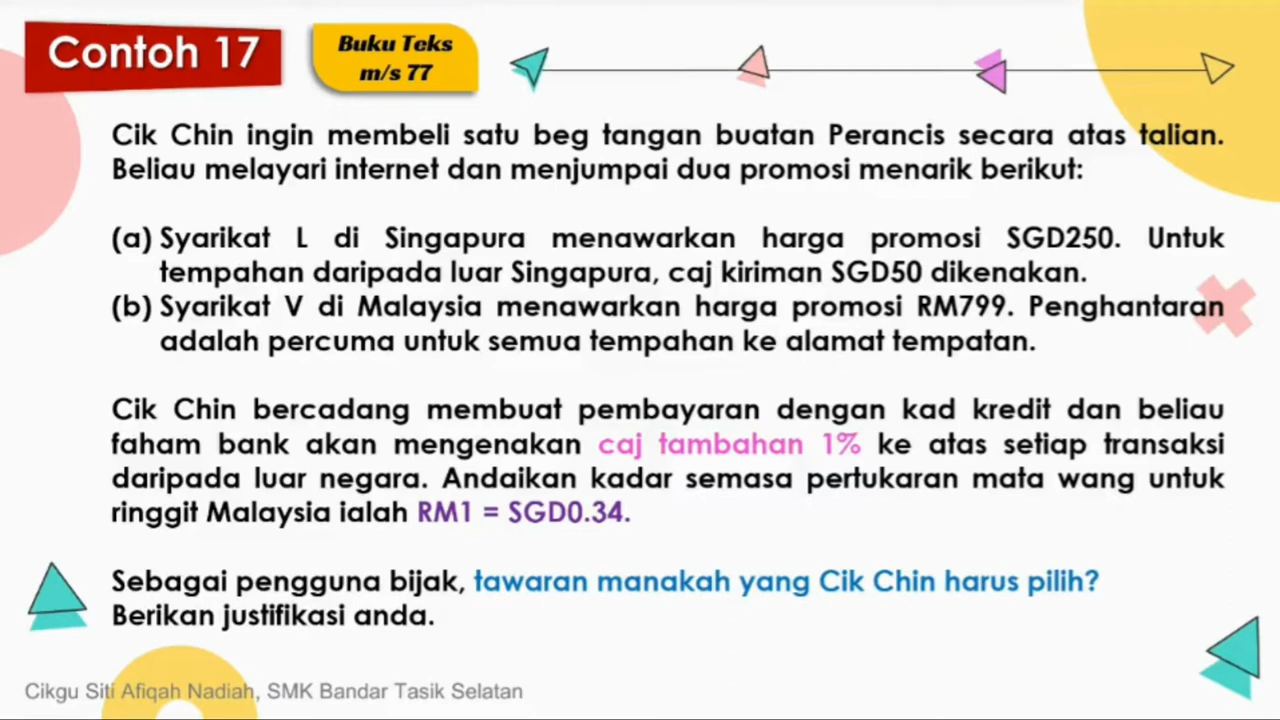 Contoh 17
Buku Teks
m/s 77
Cik Chin ingin membeli satu beg tangan buatan Perancis secara atas talian.
Beliau melayari internet dan menjumpai dua promosi menarik berikut:
(a) Syarikat L di Singapura menawarkan harga promosi SGD250. Untuk
tempahan daripada luar Singapura, caj kiriman SGD50 dikenakan.
(b) Syarikat V di Malaysia menawarkan harga promosi RM799. Penghantaran
adalah percuma untuk semua tempahan ke alamat tempatan.
Cik Chin bercadang membuat pembayaran dengan kad kredit dan beliau
faham bank akan mengenakan caj tambahan 1% ke atas setiap transaksi
daripada luar negara. Andaikan kadar semasa pertukaran mata wang untuk
ringgit Malaysia ialah RM1 = SGD0.34.
Sebagai pengguna bijak, tawaran manakah yang Cik Chin harus pilih?
Berikan justifikasi anda.
Cikgu Siti Afiqah Nadiah, SMK Bandar Tasik Selatan